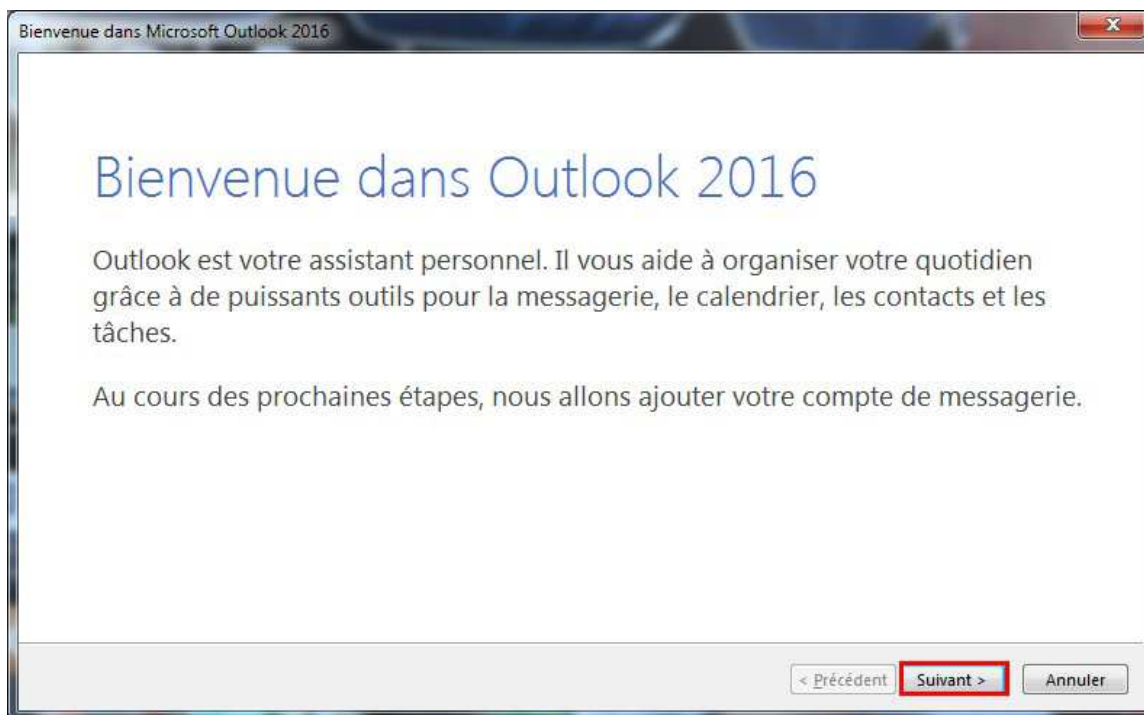 Bienvenue dans Microsoft Outlook 2016
x
Bienvenue dans Outlook 2016
Outlook est votre assistant personnel. Il vous aide à organiser votre quotidien
grâce à de puissants outils pour la messagerie, le calendrier, les contacts et les
tâches.
Au cours des prochaines étapes, nous allons ajouter votre compte de messagerie.
< Précédent Suivant > Annuler